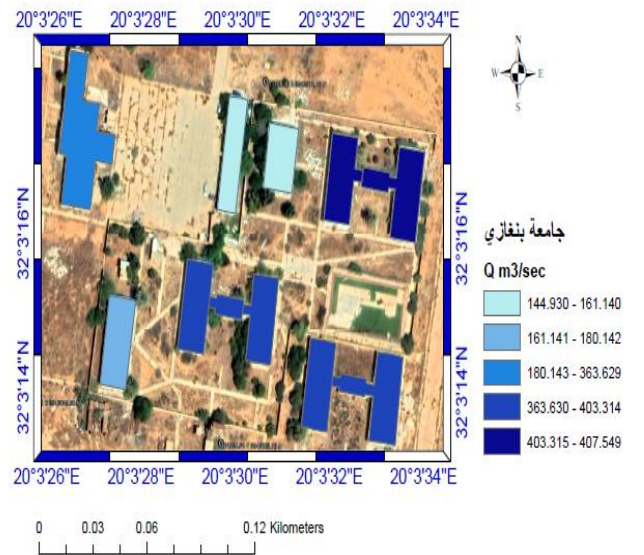 20°3'26"E 20°3'28"E 20°3'30"E 20°3'32"E 20°3'34"E
N
W E
S
32°3'16"N 32°3'16"N
32°3'14"N 32°3'14"N
20°3'26"E 20°3'28"E 20°3'30"E 20°3'32"E 20°3'34"E
جامعة بنغازي
Q m3/sec
144.930 - 161.140
161.141 - 180.142
180.143 - 363.629
363.630 - 403.314
403.315 - 407.549
0 0.03 0.06 0.12 Kilometers